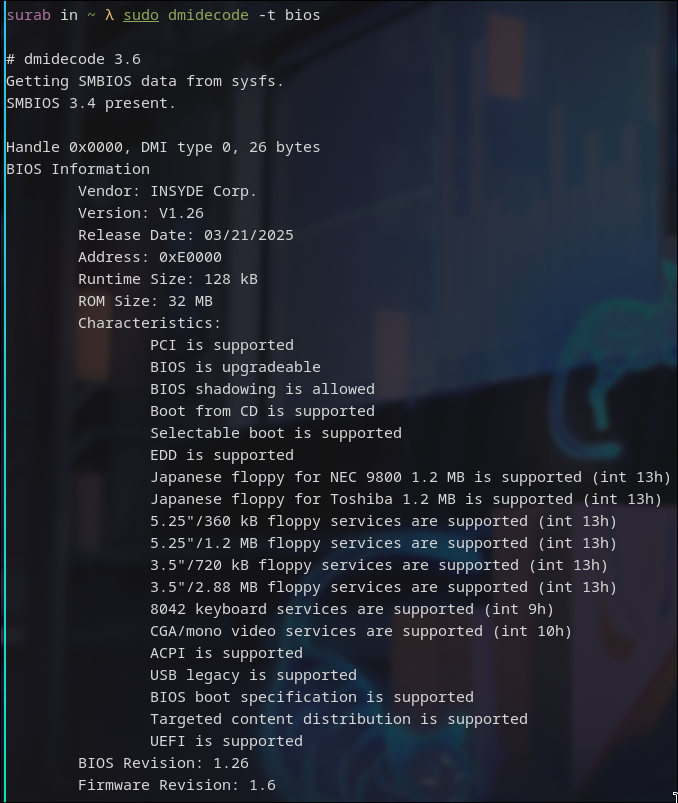 surab in ~ λ sudo dmidecode -t bios
# dmidecode 3.6
Getting SMBIOS data from sysfs.
SMBIOS 3.4 present.
Handle 0x0000, DMI type 0, 26 bytes
BIOS Information
Vendor: INSYDE Corp.
Version: V1.26
Release Date: 03/21/2025
Address: 0xE0000
Runtime Size: 128 kB
ROM Size: 32 MB
Characteristics:
PCI is supported
BIOS is upgradeable
BIOS shadowing is allowed
Boot from CD is supported
Selectable boot is supported
EDD is supported
Japanese floppy for NEC 9800 1.2 MB is supported (int 13h)
Japanese floppy for Toshiba 1.2 MB is supported (int 13h)
5.25"/360 kB floppy services are supported (int 13h)
5.25"/1.2 MB floppy services are supported (int 13h)
3.5"/720 kB floppy services are supported (int 13h)
3.5"/2.88 MB floppy services are supported (int 13h)
8042 keyboard services are supported (int 9h)
CGA/mono video services are supported (int 10h)
ACPI is supported
USB legacy is supported
BIOS boot specification is supported
Targeted content distribution is supported
UEFI is supported
BIOS Revision: 1.26
Firmware Revision: 1.6